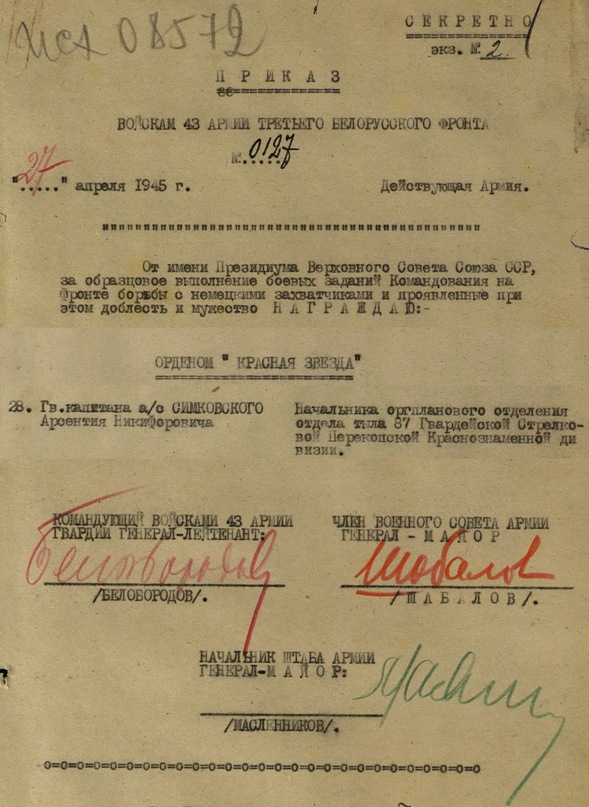 исх 08572
СЕКРЕТНО
экз. № 2.
ПРИКАЗ
ВОЙСКАМ 43 АРМИИ ТРЕТЬЕГО БЕЛОРУССКОГО ФРОНТА
№ 0127
"27" апреля 1945 г. Действующая Армия.
От имени Президиума Верховного Совета Союза ССР,
за образцовое выполнение боевых заданий Командования на
фронте борьбы с немецкими захватчиками и проявленные при
этом доблесть и мужество НАГРАЖДАЮ:-
ОРДЕНОМ "КРАСНАЯ ЗВЕЗДА"
28. Гв.капитана а/с СИМКОВСКОГО
Арсентия Никифоровича
Начальника оргпланового отделения
отдела тыла 87 Гвардейской Стрелко-
вой Перекопской Краснознаменной ди
визии.
КОМАНДУЮЩИЙ ВОЙСКАМИ 43 АРМИИ
ГВАРДИИ ГЕНЕРАЛ-ЛЕЙТЕНАНТ:
Белобородов
/БЕЛОБОРОДОВ/.
ЧЛЕН ВОЕННОГО СОВЕТА АРМИИ
ГЕНЕРАЛ - МАЙОР
Шабалов
/ШАБАЛОВ/.
НАЧАЛЬНИК ШТАБА АРМИИ
ГЕНЕРАЛ-МАЙОР:
/МАСЛЕННИКОВ/.